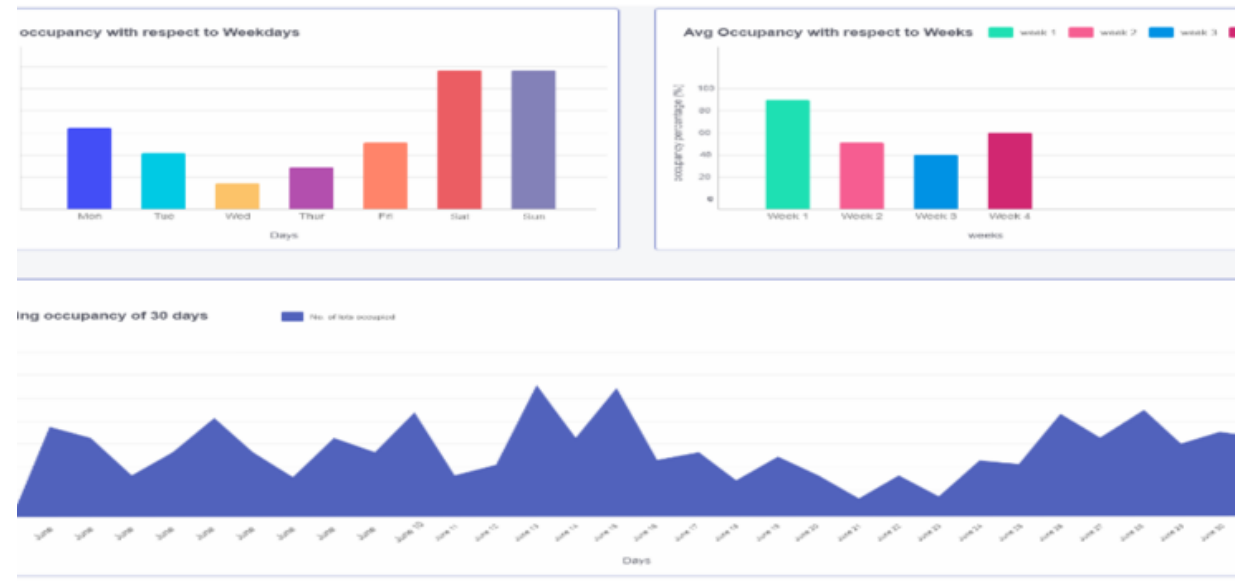 occupancy with respect to Weekdays
Mon Tue Wed Thur Fri Sat Sun
Days
Avg Occupancy with respect to Weeks week 1 week 2 week 3
occupancy percentage (%)
100
80
60
40
20
0
Week 1 Week 2 Week 3 Week 4
weeks
ing occupancy of 30 days No. of lots occupied
June June June June June June June June June June 10 June 11 June 12 June 13 June 14 June 15 June 16 June 17 June 18 June 19 June 20 June 21 June 22 June 23 June 24 June 25 June 26 June 27 June 28 June 29 June 30
Days